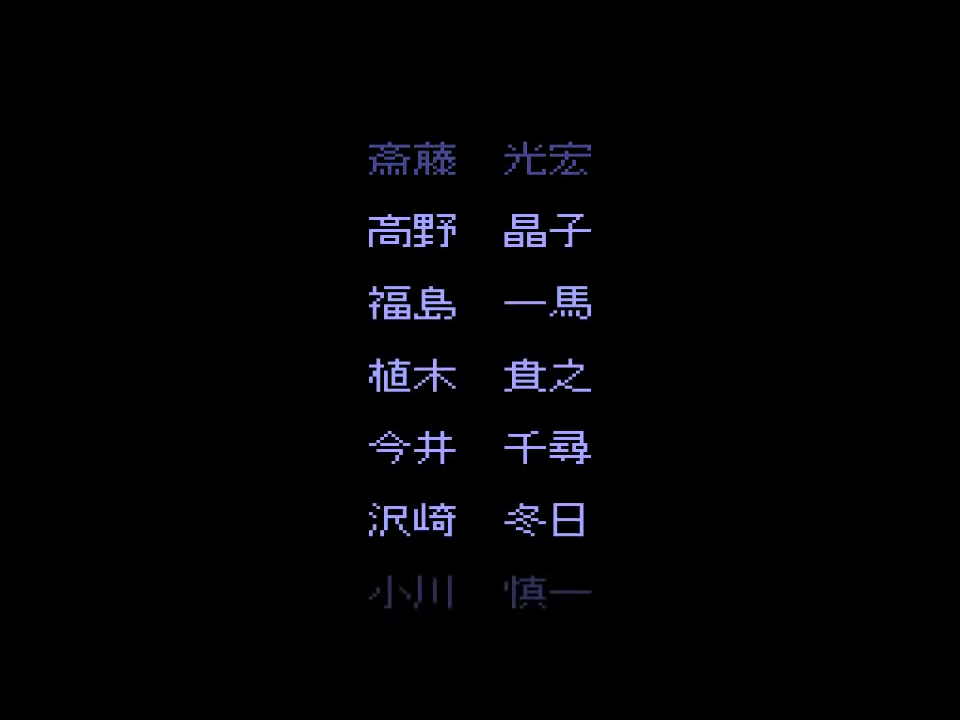 斎藤　光宏
高野　晶子
福島　一馬
植木　貴之
今井　千尋
沢崎　冬日
小川　慎一